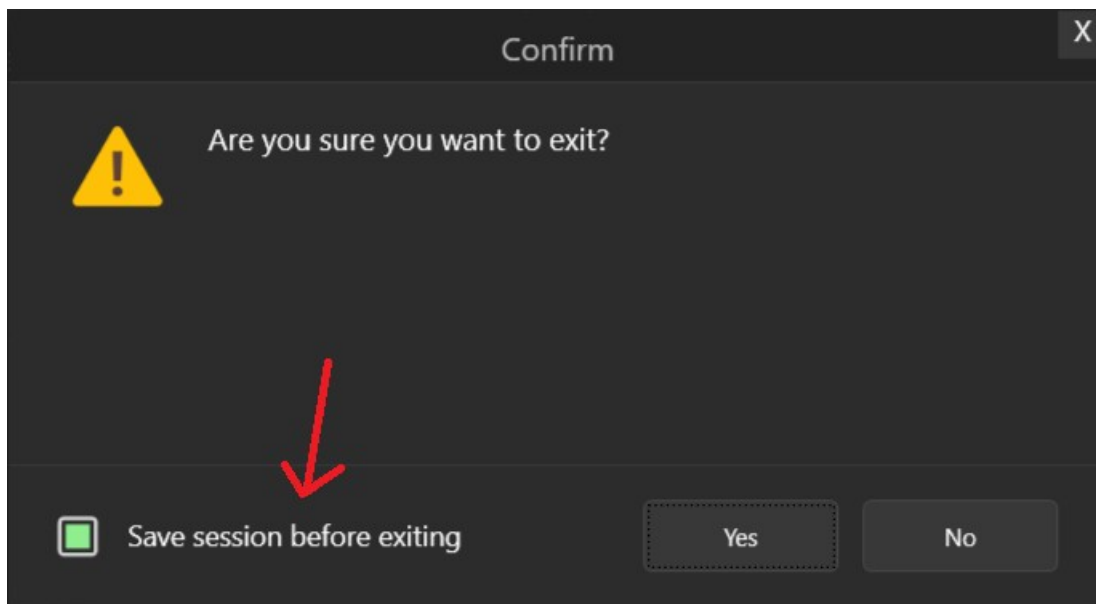 Confirm
X
Are you sure you want to exit?
Save session before exiting
Yes
No